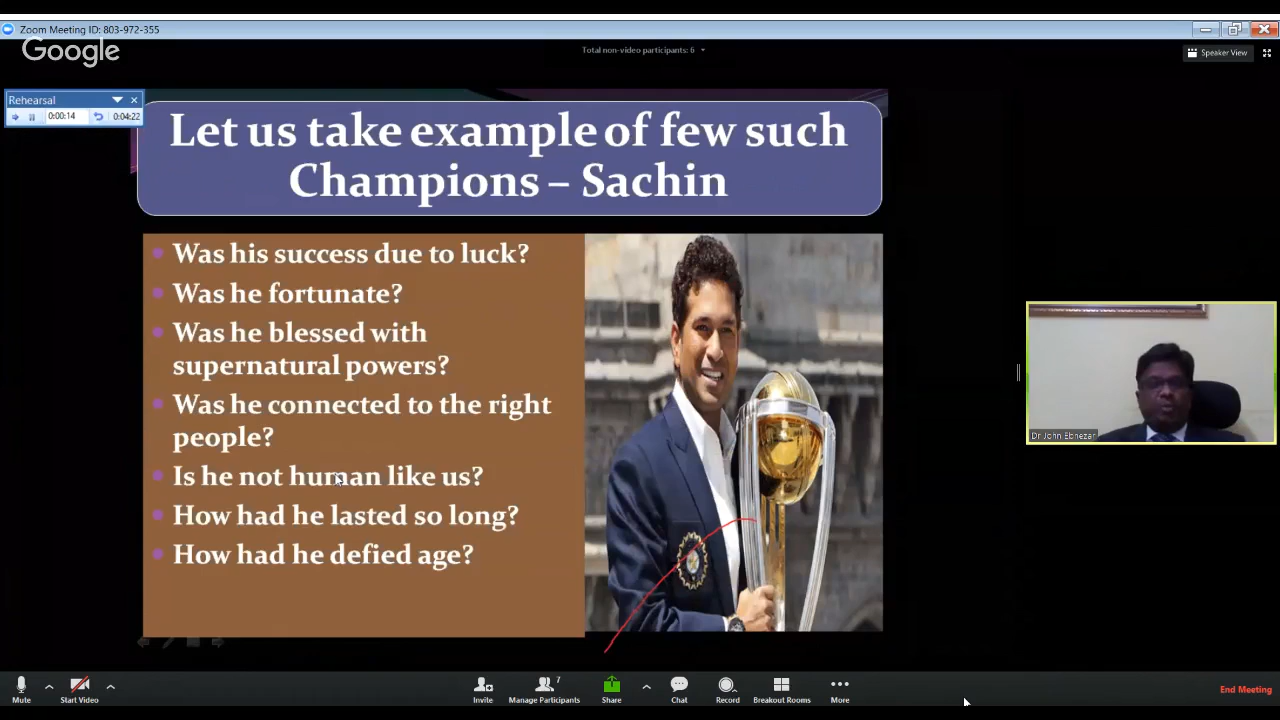 Zoom Meeting ID: 803-972-355
Google
Total non-video participants: 6
Speaker View
Rehearsal
0:00:14 0:04:22
Let us take example of few such
Champions – Sachin
Was his success due to luck?
Was he fortunate?
Was he blessed with
supernatural powers?
Was he connected to the right
people?
Is he not human like us?
How had he lasted so long?
How had he defied age?
Dr John Ebnezar
7
Mute
Start Video
Invite
Manage Participants
Share
Chat
Record
Breakout Rooms
More
End Meeting